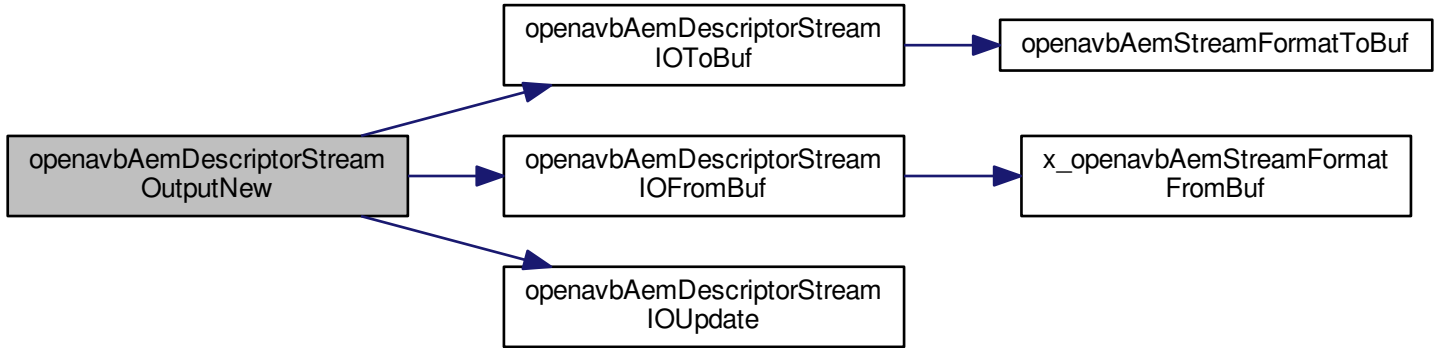 openavbAemDescriptorStream
OutputNew
openavbAemDescriptorStream
IOToBuf
openavbAemStreamFormatToBuf
openavbAemDescriptorStream
IOFromBuf
x_openavbAemStreamFormat
FromBuf
openavbAemDescriptorStream
IOUpdate